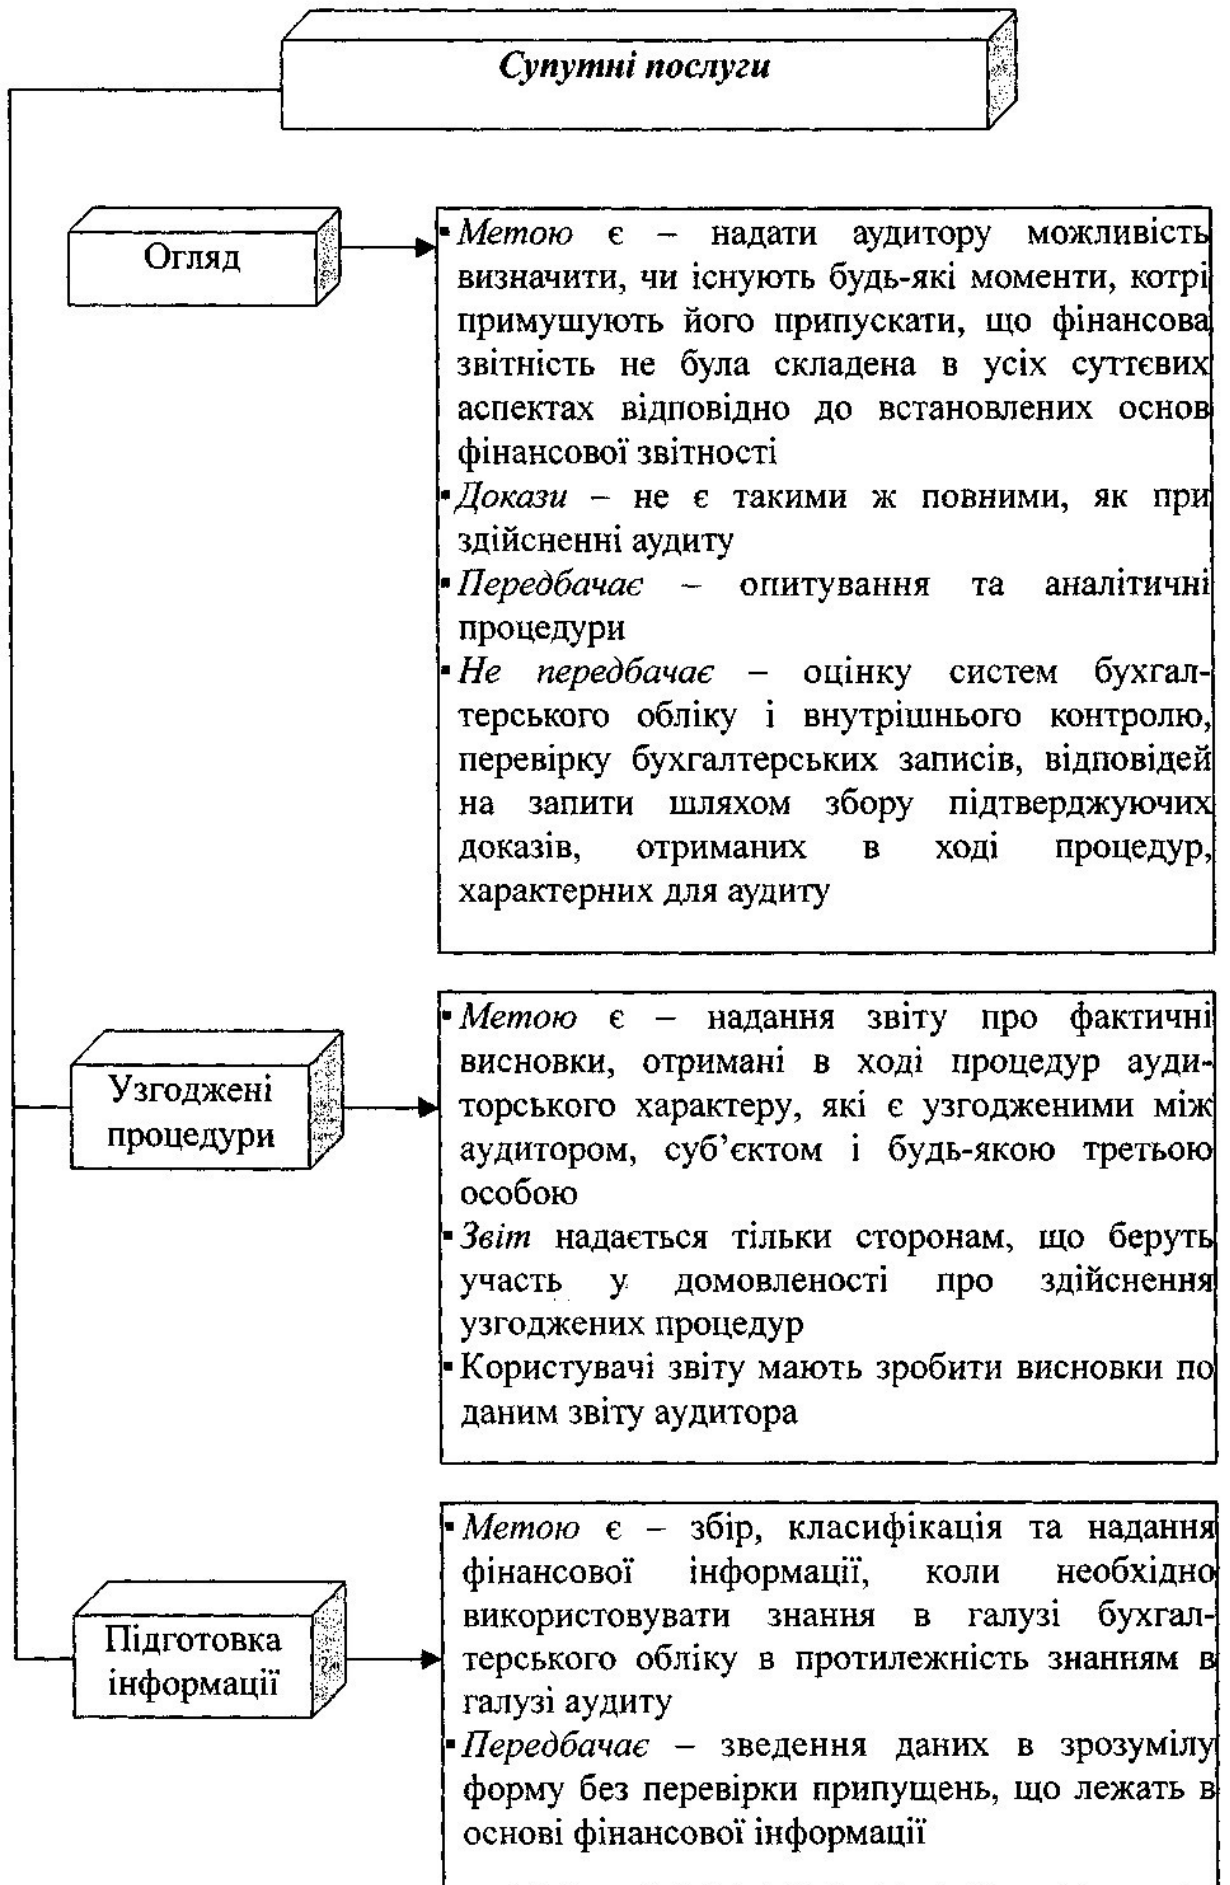 Супутні послуги
Огляд
▪Метою є – надати аудитору можливість
визначити, чи існують будь-які моменти, котрі
примушують його припускати, що фінансова
звітність не була складена в усіх суттєвих
аспектах відповідно до встановлених основ
фінансової звітності
▪Докази – не є такими ж повними, як при
здійсненні аудиту
▪Передбачає – опитування та аналітичні
процедури
▪Не передбачає – оцінку систем бухгал-
терського обліку і внутрішнього контролю,
перевірку бухгалтерських записів, відповідей
на запити шляхом збору підтверджуючих
доказів, отриманих в ході процедур,
характерних для аудиту
Узгоджені
процедури
▪Метою є – надання звіту про фактичні
висновки, отримані в ході процедур ауди-
торського характеру, які є узгодженими між
аудитором, суб’єктом і будь-якою третьою
особою
▪Звіт надається тільки сторонам, що беруть
участь у домовленості про здійснення
узгоджених процедур
▪Користувачі звіту мають зробити висновки по
даним звіту аудитора
Підготовка
інформації
▪Метою є – збір, класифікація та надання
фінансової інформації, коли необхідно
використовувати знання в галузі бухгал-
терського обліку в протилежність знанням в
галузі аудиту
▪Передбачає – зведення даних в зрозумілу
форму без перевірки припущень, що лежать в
основі фінансової інформації